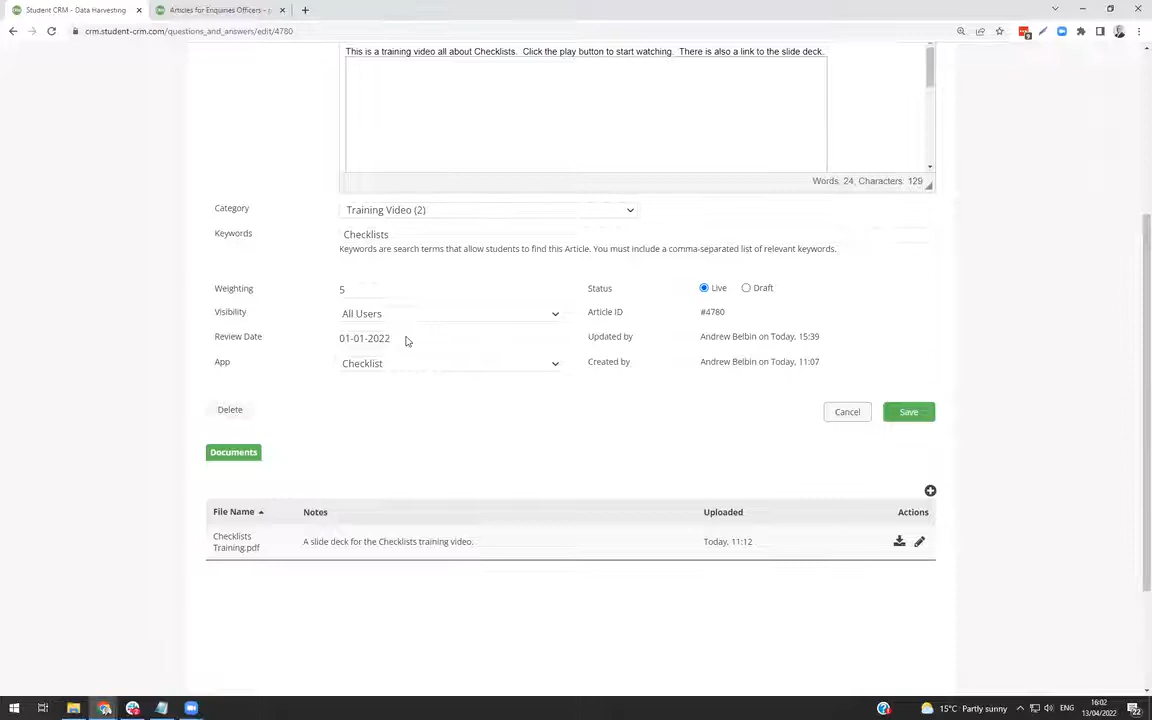 Student CRM - Data Harvesting
Articles for Enquiries Officers - p
crm.student-crm.com/questions_and_answers/edit/4780
This is a training video all about Checklists.  Click the play button to start watching.  There is also a link to the slide deck.
Words: 24, Characters: 129
Category
Training Video (2)
Keywords
Checklists
Keywords are search terms that allow students to find this Article. You must include a comma-separated list of relevant keywords.
Weighting
5
Status
Live
Draft
Visibility
All Users
Article ID
#4780
Review Date
01-01-2022
Updated by
Andrew Belbin on Today, 15:39
App
Checklist
Created by
Andrew Belbin on Today, 11:07
Delete
Cancel
Save
Documents
File Name
Notes
Uploaded
Actions
Checklists
Training.pdf
A slide deck for the Checklists training video.
Today, 11:12
15°C Partly sunny
ENG
16:02
13/04/2022
22